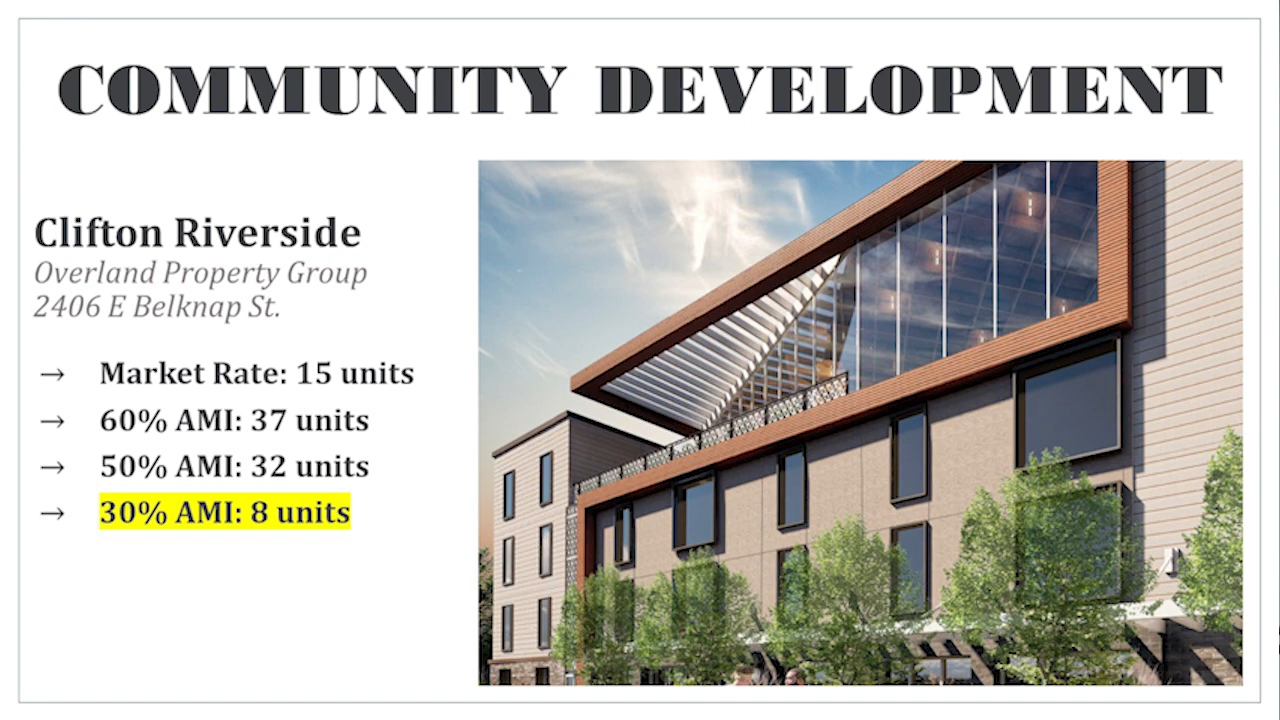 COMMUNITY DEVELOPMENT
Clifton Riverside
Overland Property Group
2406 E Belknap St.
→ Market Rate: 15 units
→ 60% AMI: 37 units
→ 50% AMI: 32 units
→ 30% AMI: 8 units